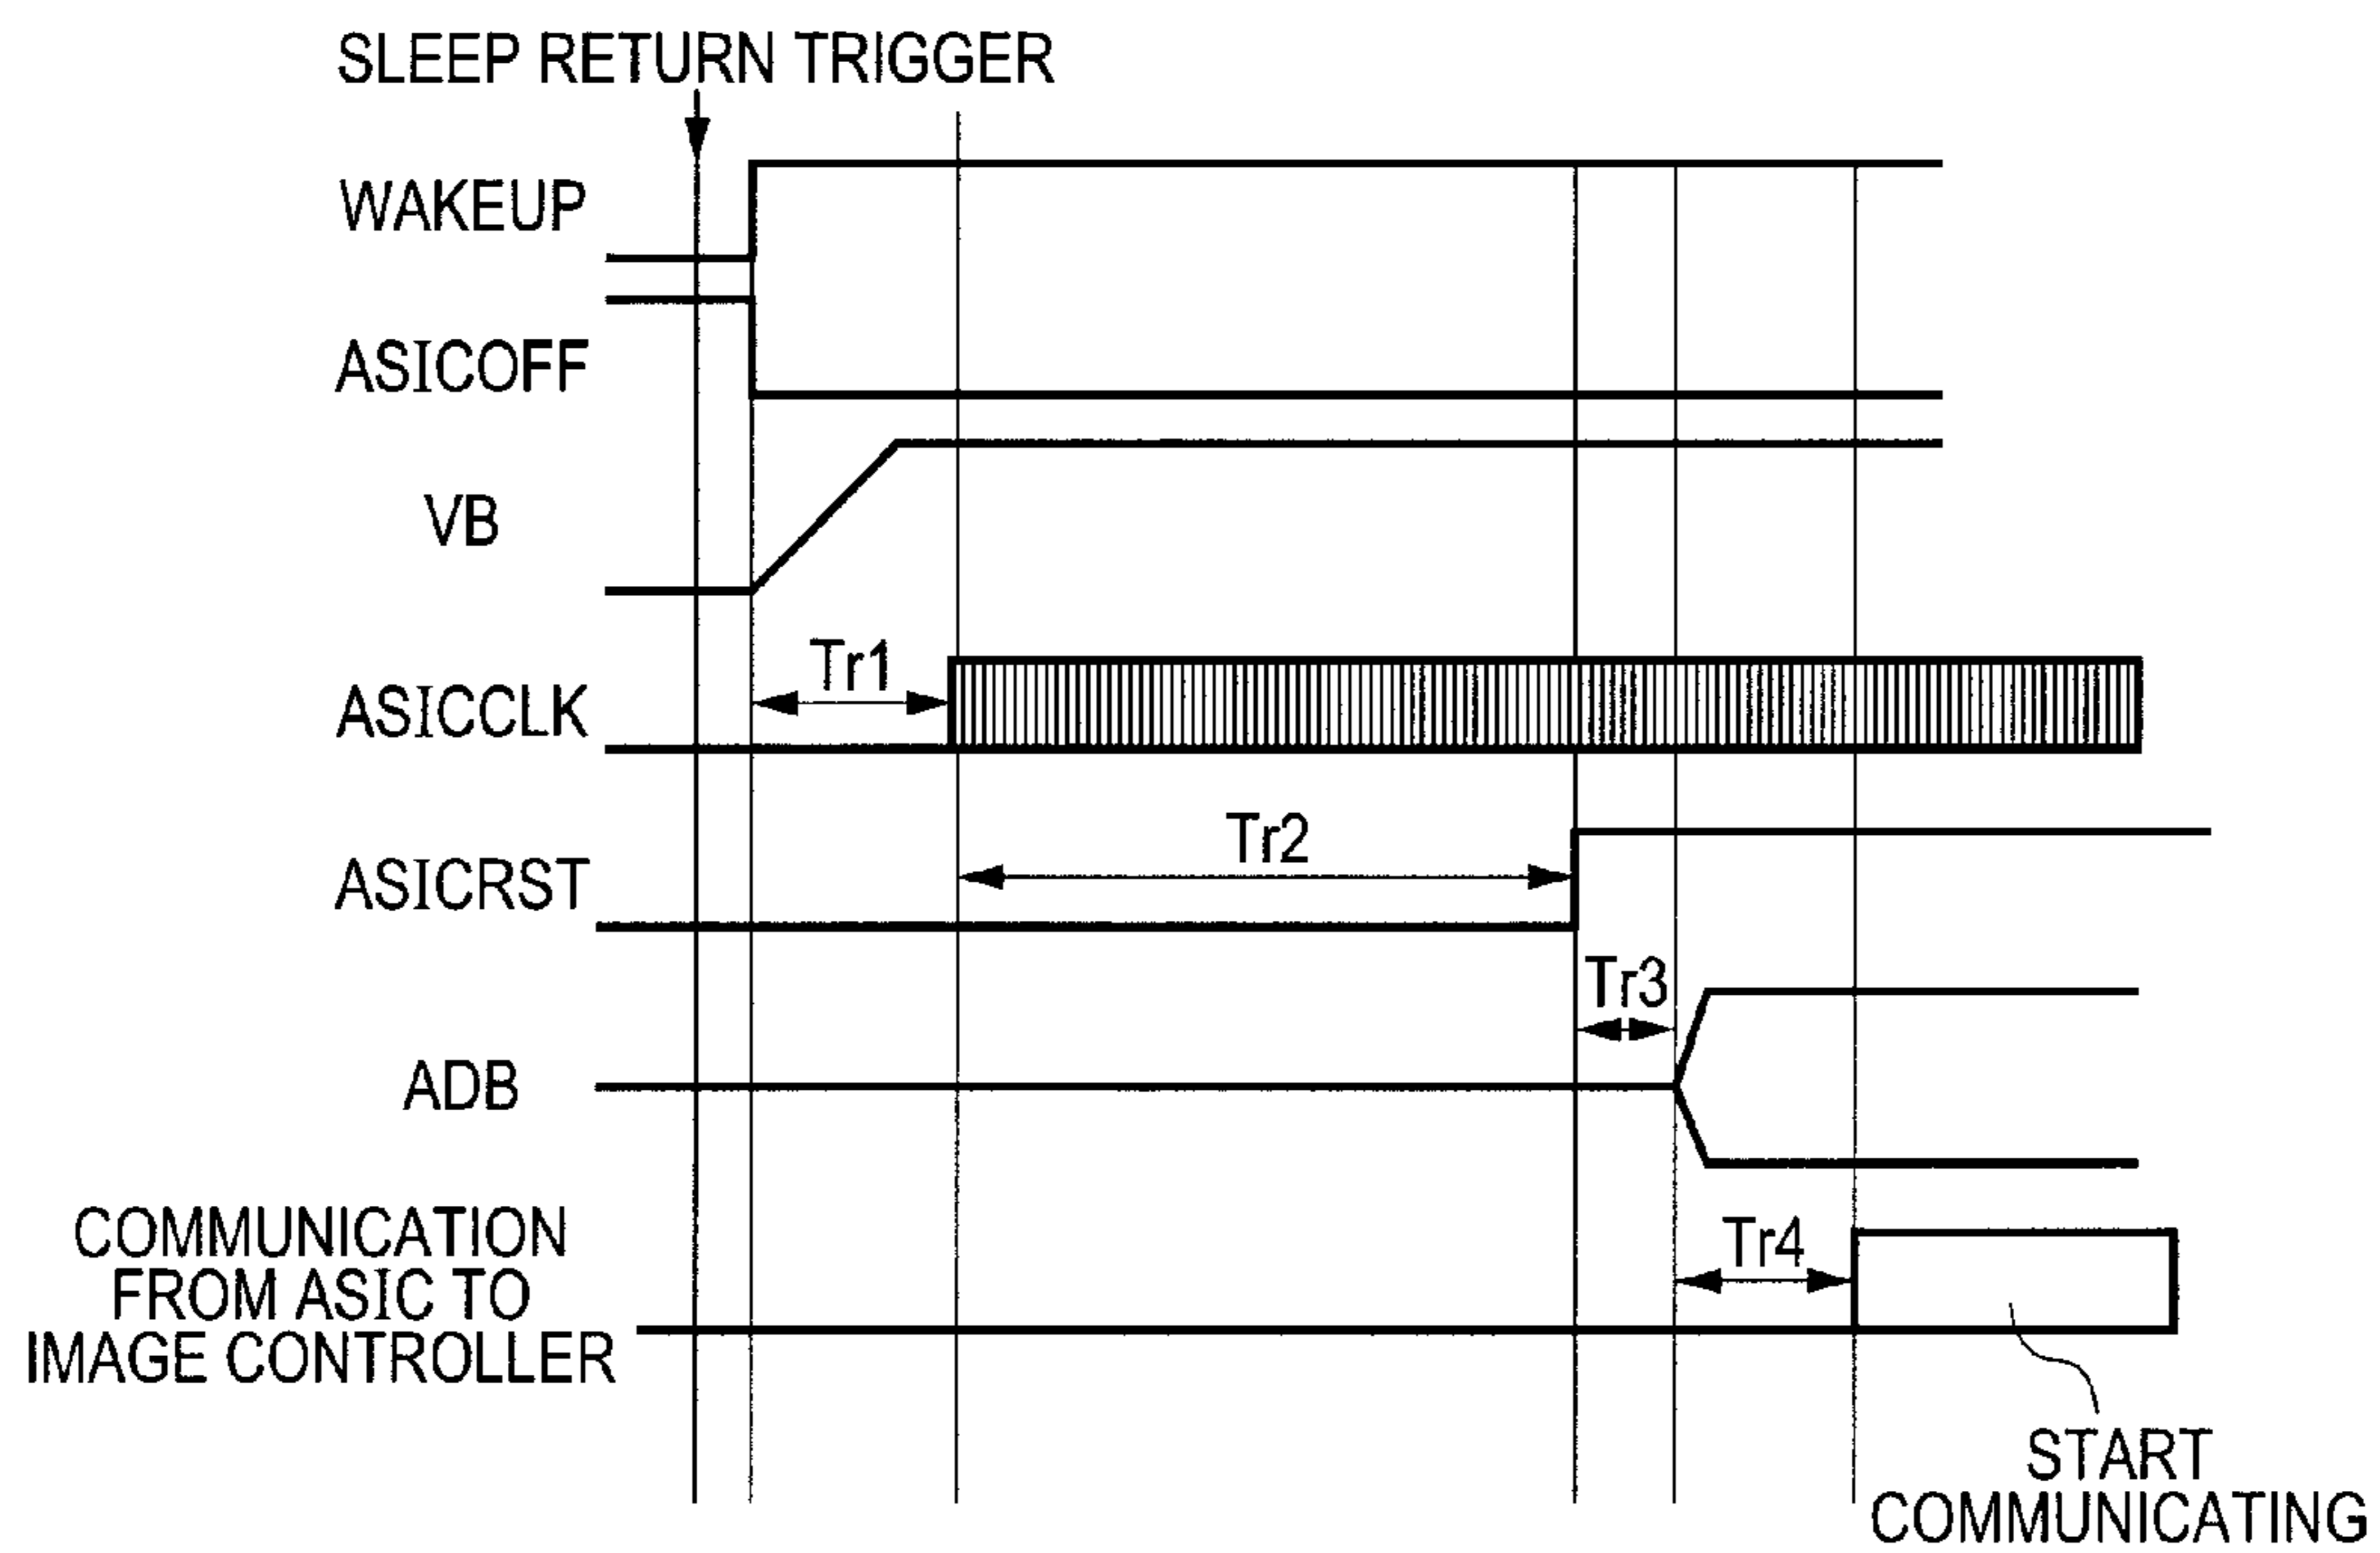 SLEEP RETURN TRIGGER
WAKEUP
ASICOFF
VB
Tr1
ASICCLK
Tr2
ASICRST
Tr3
ADB
COMMUNICATION
FROM ASIC TO
IMAGE CONTROLLER
Tr4
START
COMMUNICATING